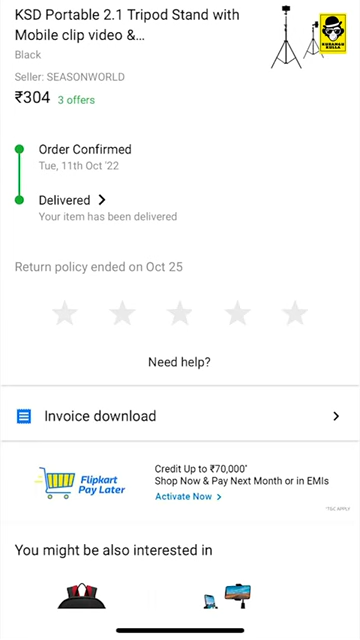 KSD Portable 2.1 Tripod Stand with
Mobile clip video &...
Black
Seller: SEASONWORLD
₹304 3 offers
Order Confirmed
Tue, 11th Oct '22
Delivered
Your item has been delivered
Return policy ended on Oct 25
Need help?
Invoice download
Flipkart
Pay Later
Credit Up to ₹70,000*
Shop Now & Pay Next Month or in EMIs
Activate Now
*T&C APPLY
You might be also interested in